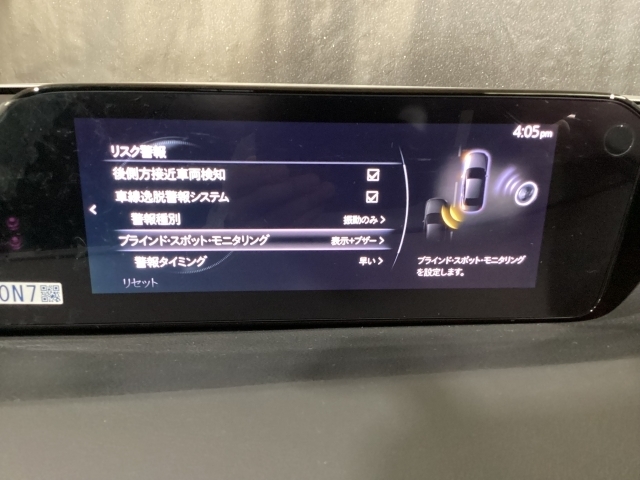 4:05pm
リスク警報
後側方接近車両検知
車線逸脱警報システム
警報種別 振動のみ
ブラインド・スポット・モニタリング 表示+ブザー
警報タイミング 早い
リセット
ブラインド・スポット・モニタリング
を設定します。
0N7